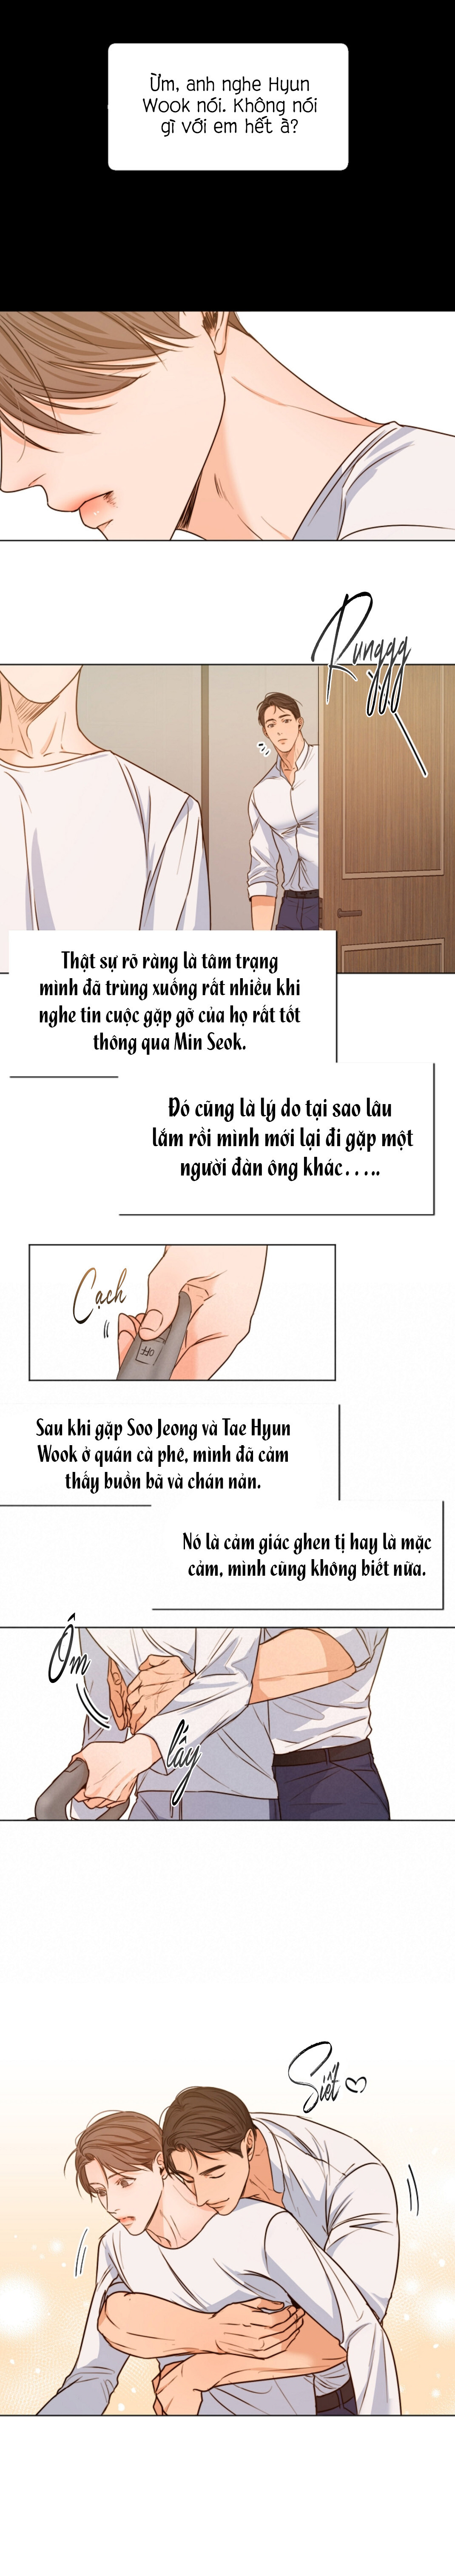 Ừm, anh nghe Hyun
Wook nói. Không nói
gì với em hết à?
Runggg
Thật sự rõ ràng là tâm trạng
mình đã trùng xuống rất nhiều khi
nghe tin cuộc gặp gỡ của họ rất tốt
thông qua Min Seok.
Đó cũng là lý do tại sao lâu
lắm rồi mình mới lại đi gặp một
người đàn ông khác.....
Cạch
OFF
Sau khi gặp Soo Jeong và Tae Hyun
Wook ở quán cà phê, mình đã cảm
thấy buồn bã và chán nản.
Nó là cảm giác ghen tị hay là mặc
cảm, mình cũng không biết nữa.
Ôm
lấy
Siết ♡